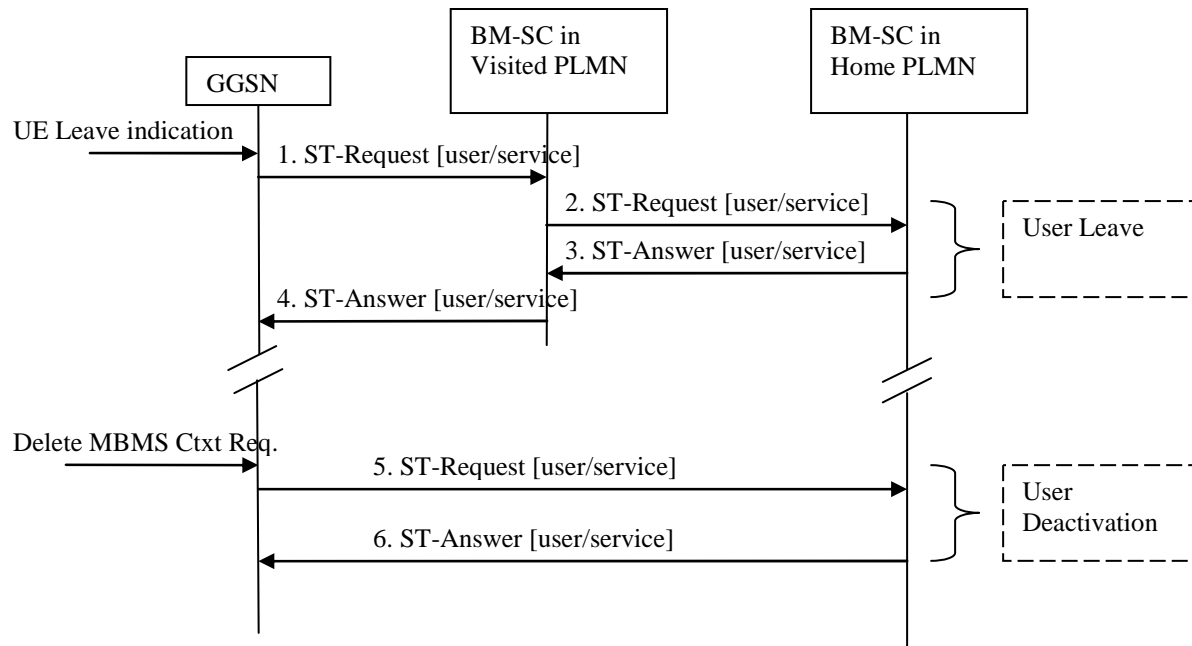 BM-SC in
Visited PLMN
BM-SC in
Home PLMN
GGSN
UE Leave indication
1. ST-Request [user/service]
2. ST-Request [user/service]
User Leave
3. ST-Answer [user/service]
4. ST-Answer [user/service]
Delete MBMS Ctxt Req.
5. ST-Request [user/service]
User
Deactivation
6. ST-Answer [user/service]